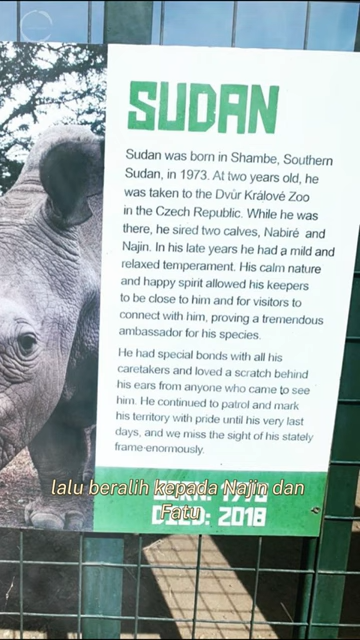 SUDAN
Sudan was born in Shambe, Southern
Sudan, in 1973. At two years old, he
was taken to the Dvůr Králové Zoo
in the Czech Republic. While he was
there, he sired two calves, Nabiré and
Najin. In his late years he had a mild and
relaxed temperament. His calm nature
and happy spirit allowed his keepers
to be close to him and for visitors to
connect with him, proving a tremendous
ambassador for his species.
He had special bonds with all his
caretakers and loved a scratch behind
his ears from anyone who came to see
him. He continued to patrol and mark
his territory with pride until his very last
days, and we miss the sight of his stately
frame-enormously.
lalu beralih kepada Najin dan
Fatu
2018